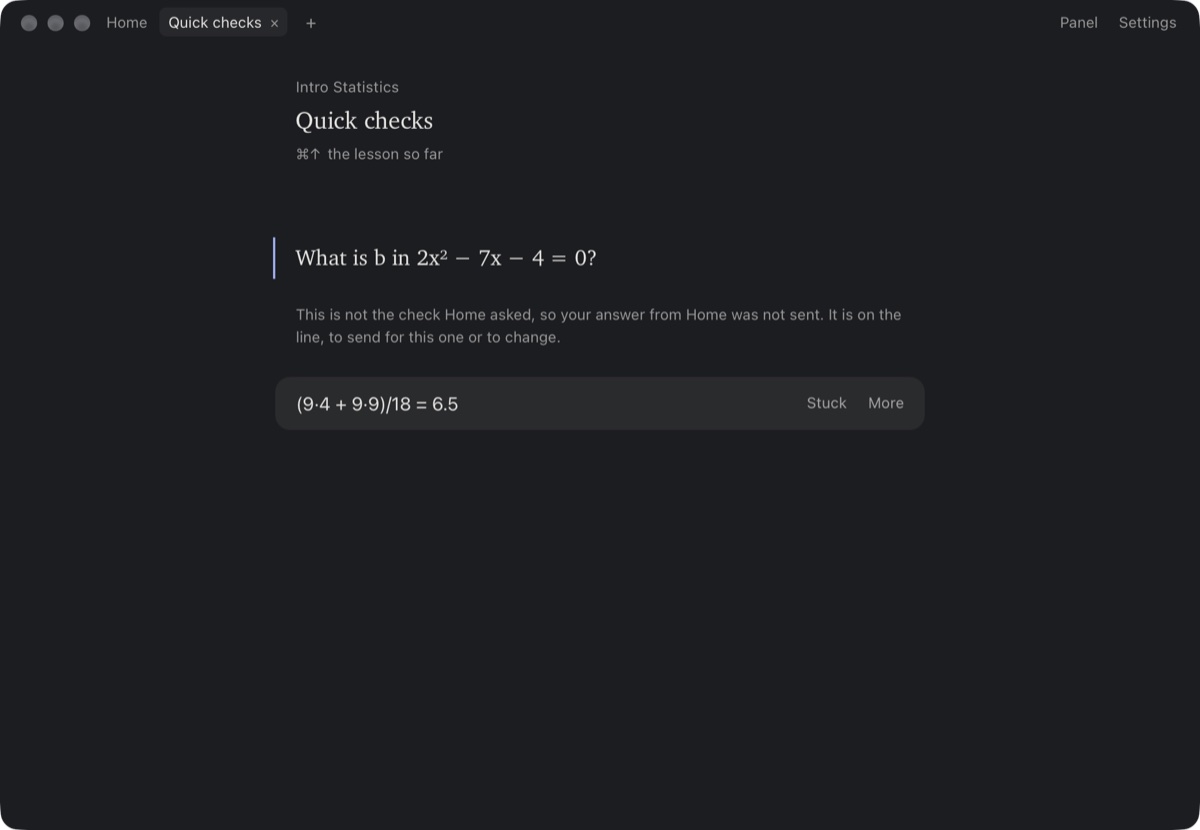 Home
Quick checks ×
+
Panel
Settings
Intro Statistics
Quick checks
⌘↑ the lesson so far
What is b in 2x² − 7x − 4 = 0?
This is not the check Home asked, so your answer from Home was not sent. It is on the
line, to send for this one or to change.
(9·4 + 9·9)/18 = 6.5
Stuck
More